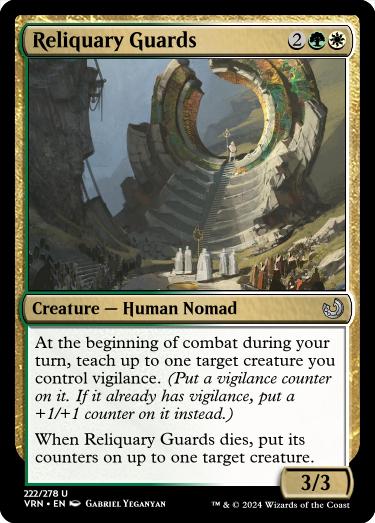 Reliquary Guards 2
Creature — Human Nomad
At the beginning of combat during your
turn, teach up to one target creature you
control vigilance. (Put a vigilance counter
on it. If it already has vigilance, put a
+1/+1 counter on it instead.)
When Reliquary Guards dies, put its
counters on up to one target creature.
3/3
222/278 U
VRN • EN Gabriel Yeganyan ™ & © 2024 Wizards of the Coast